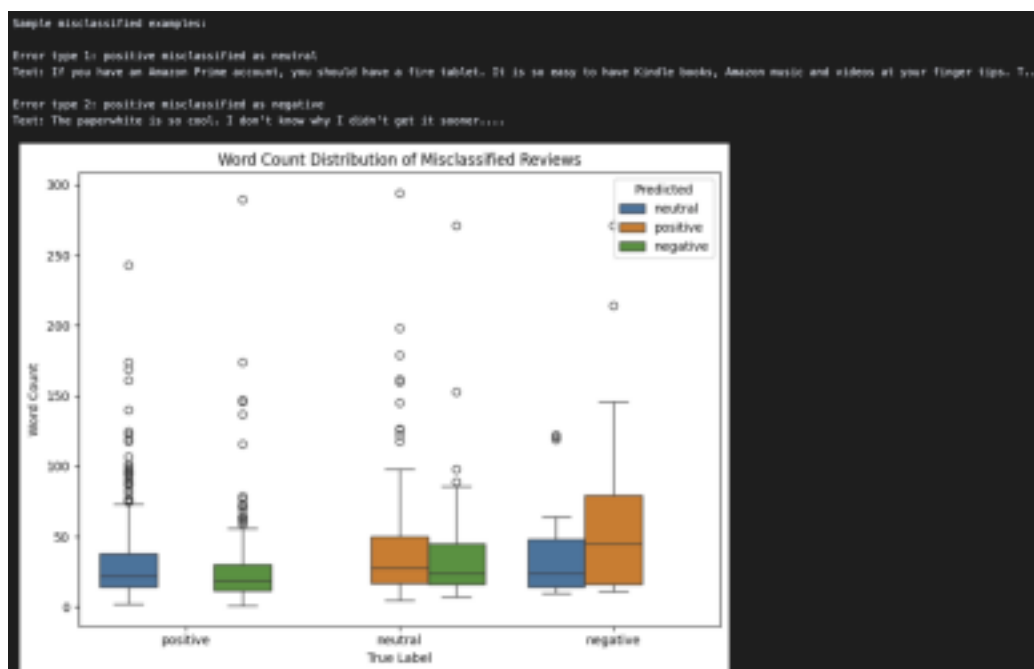 Sample misclassified examples:
Error type 1: positive misclassified as neutral
Text: If you have an Amazon Prime account, you should have a fire tablet. It is so easy to have Kindle books, Amazon music and videos at your finger tips. T..
Error type 2: positive misclassified as negative
Text: The paperwhite is so cool. I don't know why I didn't get it sooner....
Word Count Distribution of Misclassified Reviews
Predicted
neutral
positive
negative
300
250
200
150
100
50
0
Word Count
positive neutral negative
True Label